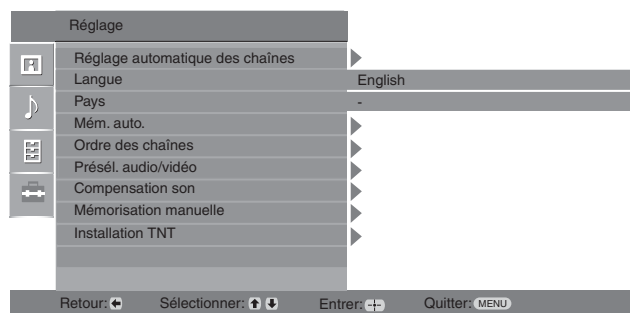 Réglage
Réglage automatique des chaînes
Langue English
Pays -
Mém. auto.
Ordre des chaînes
Présél. audio/vidéo
Compensation son
Mémorisation manuelle
Installation TNT
Retour: Sélectionner: Entrer: Quitter: MENU